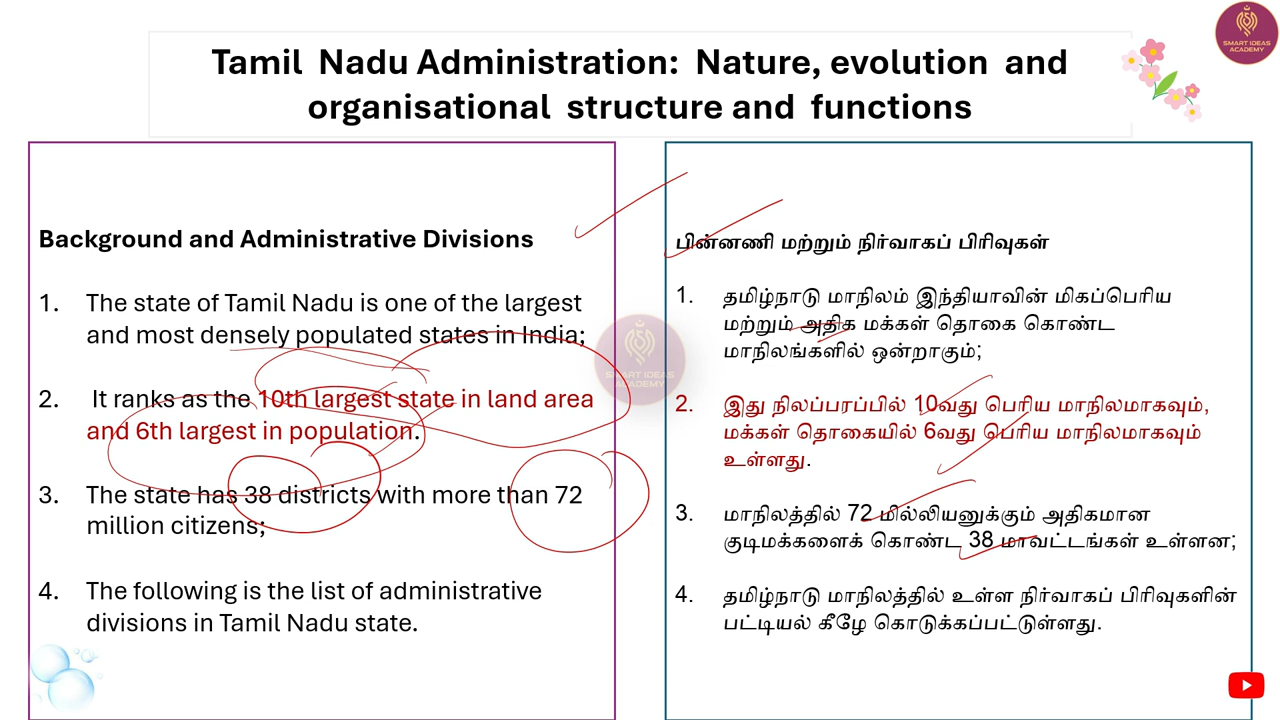 SMART IDEAS
ACADEMY
Tamil Nadu Administration: Nature, evolution and
organisational structure and functions
Background and Administrative Divisions
1. The state of Tamil Nadu is one of the largest
and most densely populated states in India;
2. It ranks as the 10th largest state in land area
and 6th largest in population.
3. The state has 38 districts with more than 72
million citizens;
4. The following is the list of administrative
divisions in Tamil Nadu state.
SMART IDEAS
ACADEMY
பின்னணி மற்றும் நிர்வாகப் பிரிவுகள்
1. தமிழ்நாடு மாநிலம் இந்தியாவின் மிகப்பெரிய
மற்றும் அதிக மக்கள் தொகை கொண்ட
மாநிலங்களில் ஒன்றாகும்;
2. இது நிலப்பரப்பில் 10வது பெரிய மாநிலமாகவும்,
மக்கள் தொகையில் 6வது பெரிய மாநிலமாகவும்
உள்ளது.
3. மாநிலத்தில் 72 மில்லியனுக்கும் அதிகமான
குடிமக்களைக் கொண்ட 38 மாவட்டங்கள் உள்ளன;
4. தமிழ்நாடு மாநிலத்தில் உள்ள நிர்வாகப் பிரிவுகளின்
பட்டியல் கீழே கொடுக்கப்பட்டுள்ளது.